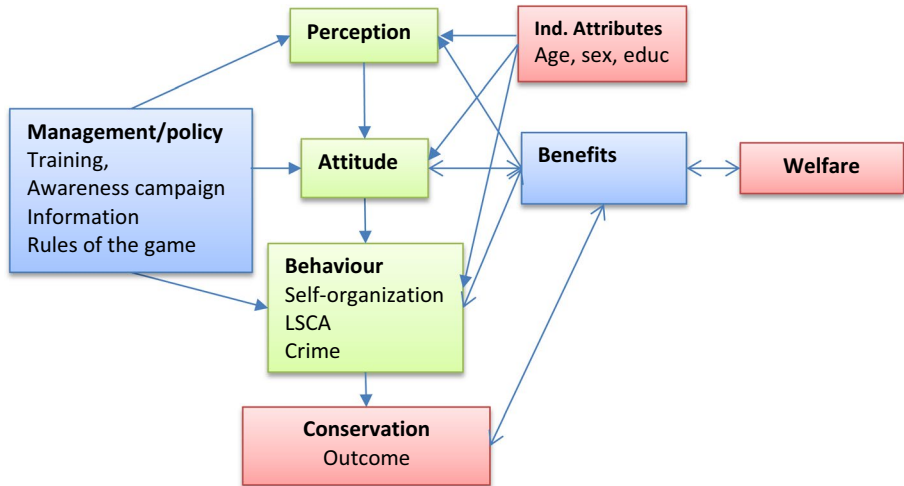 Perception
Ind. Attributes
Age, sex, educ
Management/policy
Training,
Awareness campaign
Information
Rules of the game
Attitude
Benefits
Welfare
Behaviour
Self-organization
LSCA
Crime
Conservation
Outcome